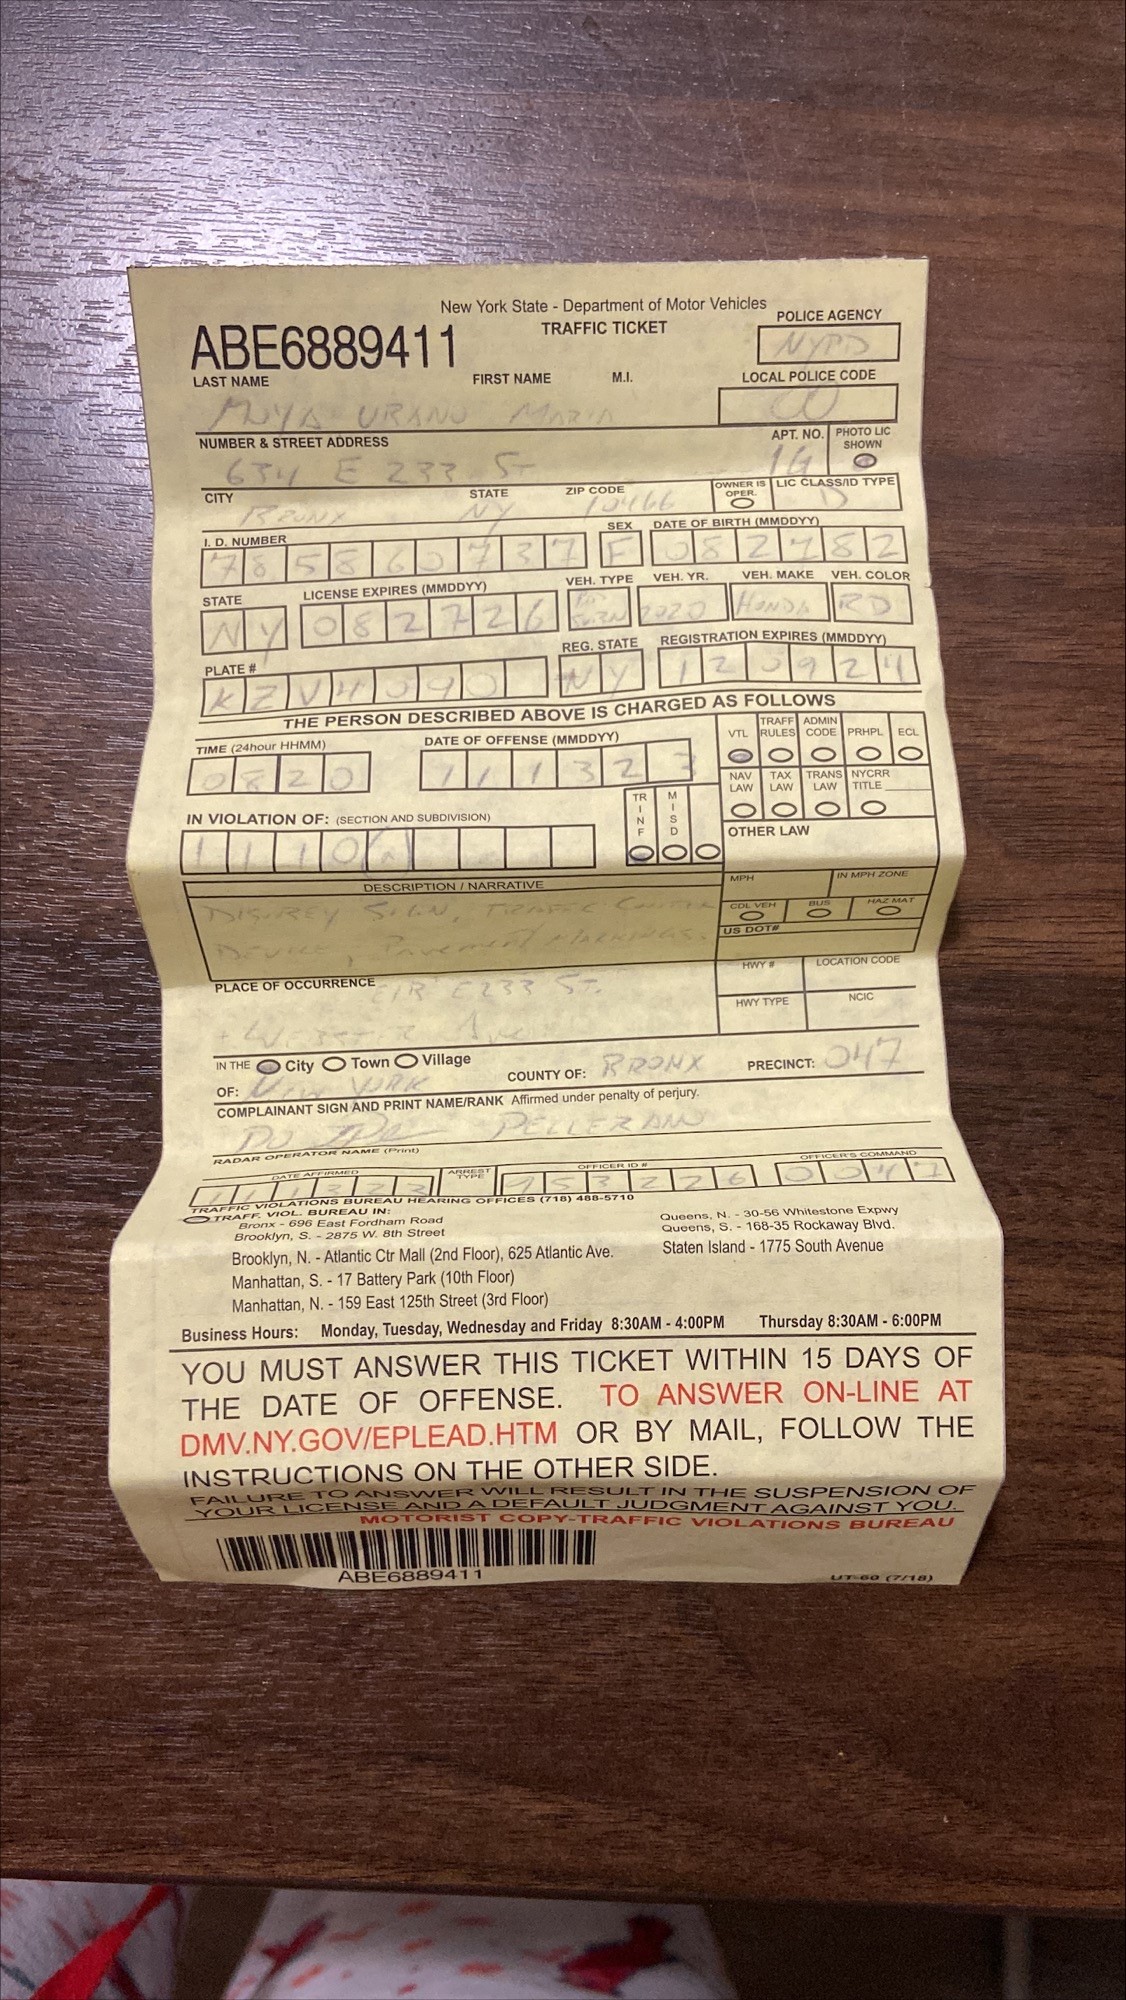 New York State - Department of Motor Vehicles
ABE6889411 TRAFFIC TICKET POLICE AGENCY
NYPD
LAST NAME FIRST NAME M.I. LOCAL POLICE CODE
MOYA URANO MARIA
NUMBER & STREET ADDRESS APT. NO. PHOTO LIC SHOWN
634 E 233 ST 1G
CITY STATE ZIP CODE OWNER IS OPER. LIC CLASS/ID TYPE
BRONX NY 10466 D
I. D. NUMBER SEX DATE OF BIRTH (MMDDYY)
785860737 F 082782
STATE LICENSE EXPIRES (MMDDYY) VEH. TYPE VEH. YR. VEH. MAKE VEH. COLOR
NY 082726 SUBN 2020 HONDA RD
PLATE # REG. STATE REGISTRATION EXPIRES (MMDDYY)
KZV4090 NY 120924
THE PERSON DESCRIBED ABOVE IS CHARGED AS FOLLOWS
TIME (24hour HHMM) DATE OF OFFENSE (MMDDYY) VTL TRAFF RULES ADMIN CODE PRHPL ECL
0820 111323
NAV LAW TAX LAW TRANS LAW NYCRR TITLE
IN VIOLATION OF: (SECTION AND SUBDIVISION) TR INF MISD
1110(A) OTHER LAW
DESCRIPTION / NARRATIVE MPH IN MPH ZONE
DISOBEY SIGN, TRAFFIC CONTROL CDL VEH BUS HAZ MAT
DEVICE, PAVEMENT MARKINGS. US DOT#
PLACE OF OCCURRENCE E/B E 233 ST. HWY # LOCATION CODE
+ WEBSTER AVE HWY TYPE NCIC
IN THE City Town Village
OF: NEW YORK COUNTY OF: BRONX PRECINCT: 047
COMPLAINANT SIGN AND PRINT NAME/RANK Affirmed under penalty of perjury.
PO PELLERANO
RADAR OPERATOR NAME (Print)
DATE AFFIRMED ARREST TYPE OFFICER ID # OFFICER'S COMMAND
111323 953226 0047
TRAFFIC VIOLATIONS BUREAU HEARING OFFICES (718) 488-5710
TRAFF. VIOL. BUREAU IN:
Bronx - 696 East Fordham Road Queens, N. - 30-56 Whitestone Expwy
Brooklyn, S. - 2875 W. 8th Street Queens, S. - 168-35 Rockaway Blvd.
Brooklyn, N. - Atlantic Ctr Mall (2nd Floor), 625 Atlantic Ave. Staten Island - 1775 South Avenue
Manhattan, S. - 17 Battery Park (10th Floor)
Manhattan, N. - 159 East 125th Street (3rd Floor)
Business Hours: Monday, Tuesday, Wednesday and Friday 8:30AM - 4:00PM Thursday 8:30AM - 6:00PM
YOU MUST ANSWER THIS TICKET WITHIN 15 DAYS OF
THE DATE OF OFFENSE. TO ANSWER ON-LINE AT
DMV.NY.GOV/EPLEAD.HTM OR BY MAIL, FOLLOW THE
INSTRUCTIONS ON THE OTHER SIDE.
FAILURE TO ANSWER WILL RESULT IN THE SUSPENSION OF
YOUR LICENSE AND A DEFAULT JUDGMENT AGAINST YOU.
MOTORIST COPY-TRAFFIC VIOLATIONS BUREAU
ABE6889411 UT-60 (7/18)